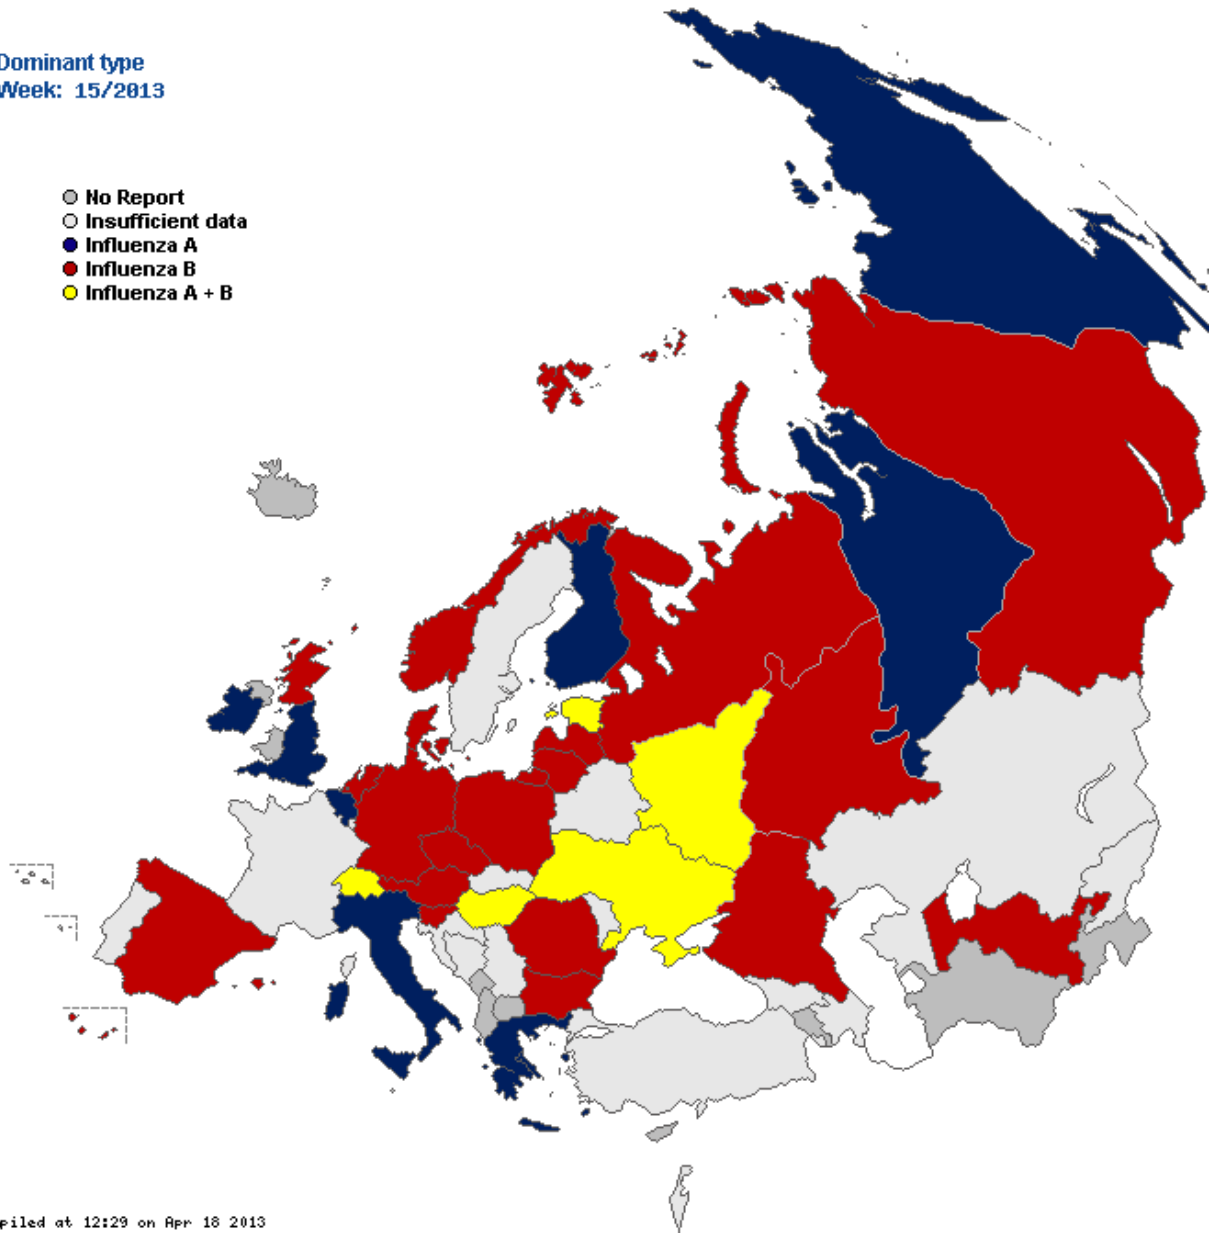 Dominant type
Week: 15/2013
No Report
Insufficient data
Influenza A
Influenza B
Influenza A + B
piled at 12:29 on Apr 18 2013